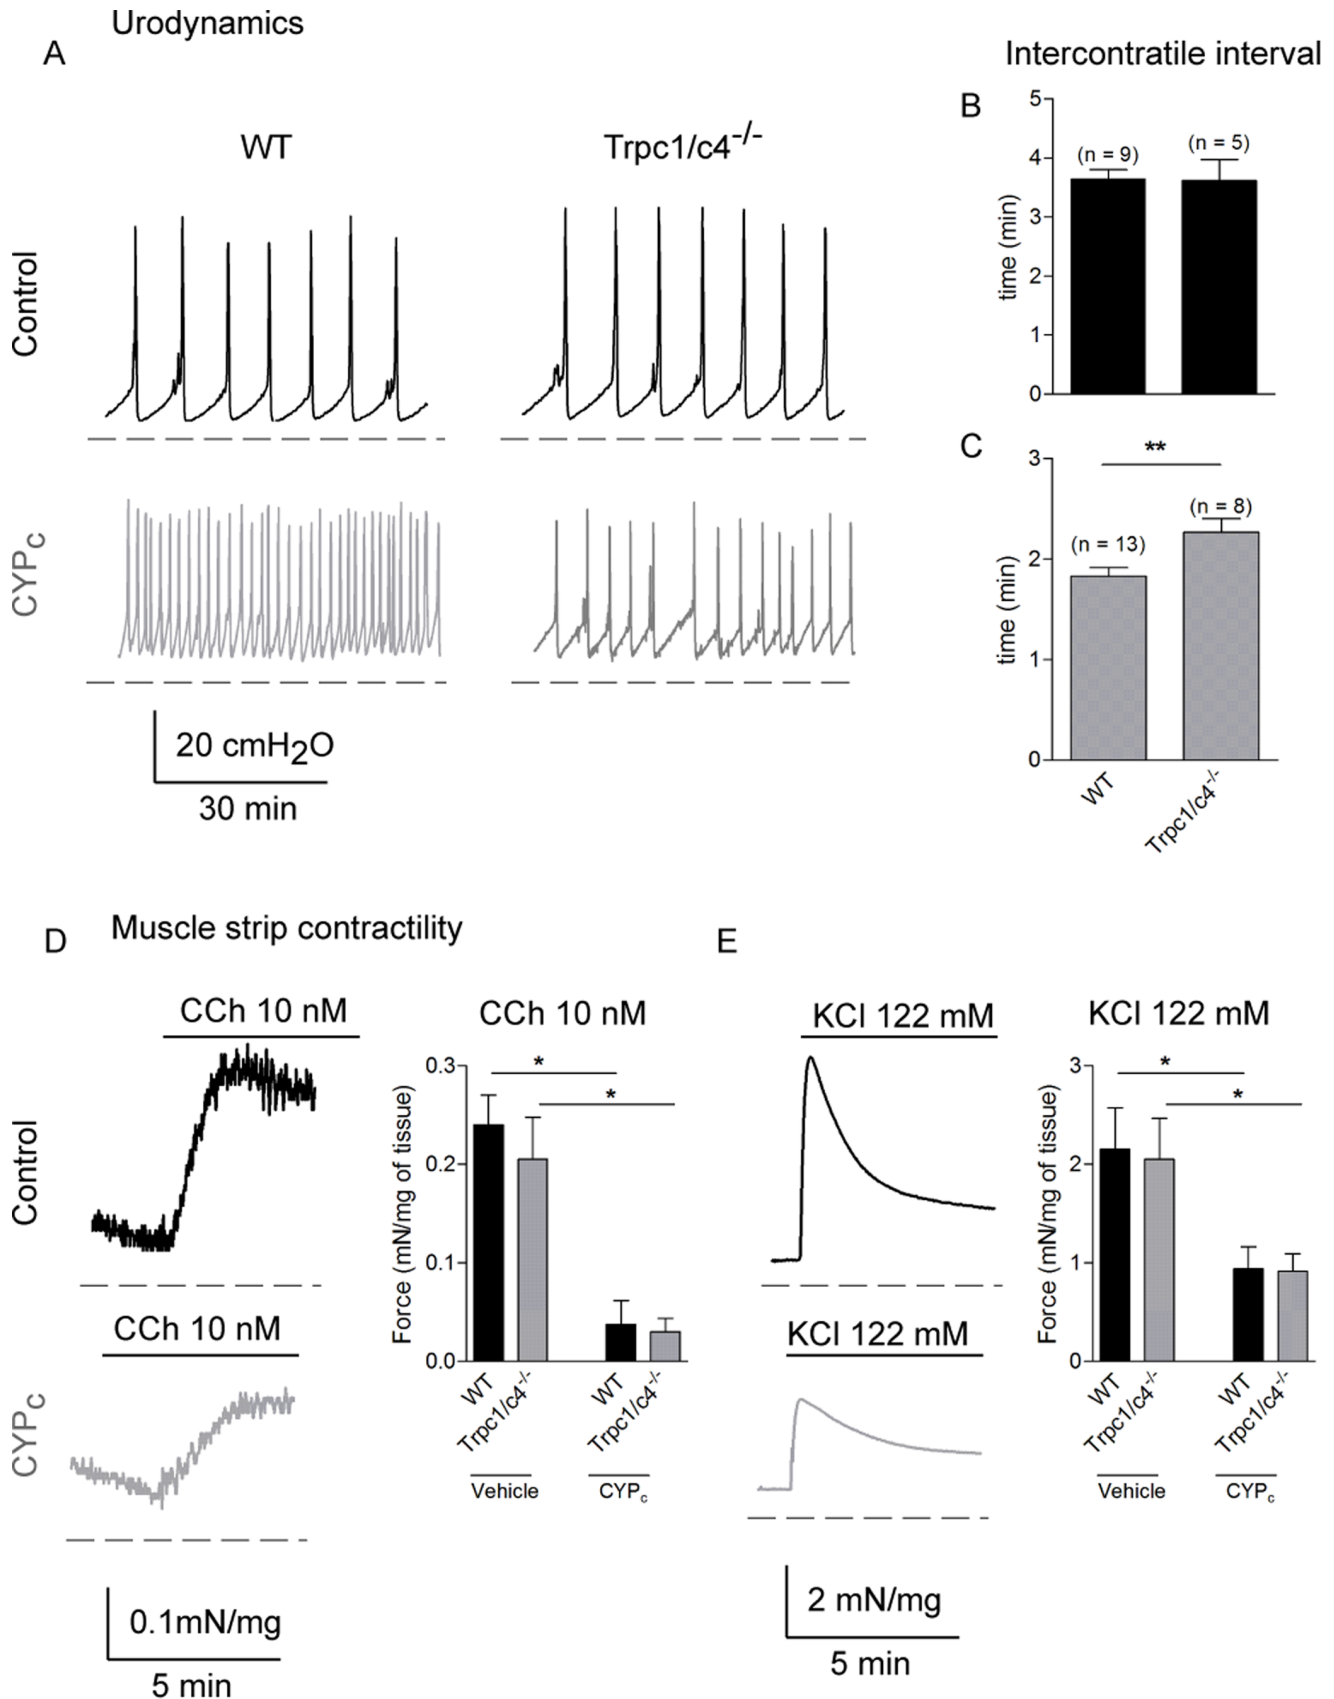 Urodynamics
A
WT
Trpc1/c4-/-
Control
CYPc
20 cmH2O
30 min
Intercontratile interval
B
5
4
3
2
1
0
time (min)
(n = 9)
(n = 5)
C
3
2
1
0
time (min)
**
(n = 13)
(n = 8)
WT
Trpc1/c4-/-
D
Muscle strip contractility
CCh 10 nM
Control
CCh 10 nM
CYPc
0.1mN/mg
5 min
CCh 10 nM
0.3
0.2
0.1
0.0
Force (mN/mg of tissue)
*
*
WT
Trpc1/c4-/-
WT
Trpc1/c4-/-
Vehicle
CYPc
E
KCl 122 mM
KCl 122 mM
2 mN/mg
5 min
KCl 122 mM
3
2
1
0
Force (mN/mg of tissue)
*
*
WT
Trpc1/c4-/-
WT
Trpc1/c4-/-
Vehicle
CYPc